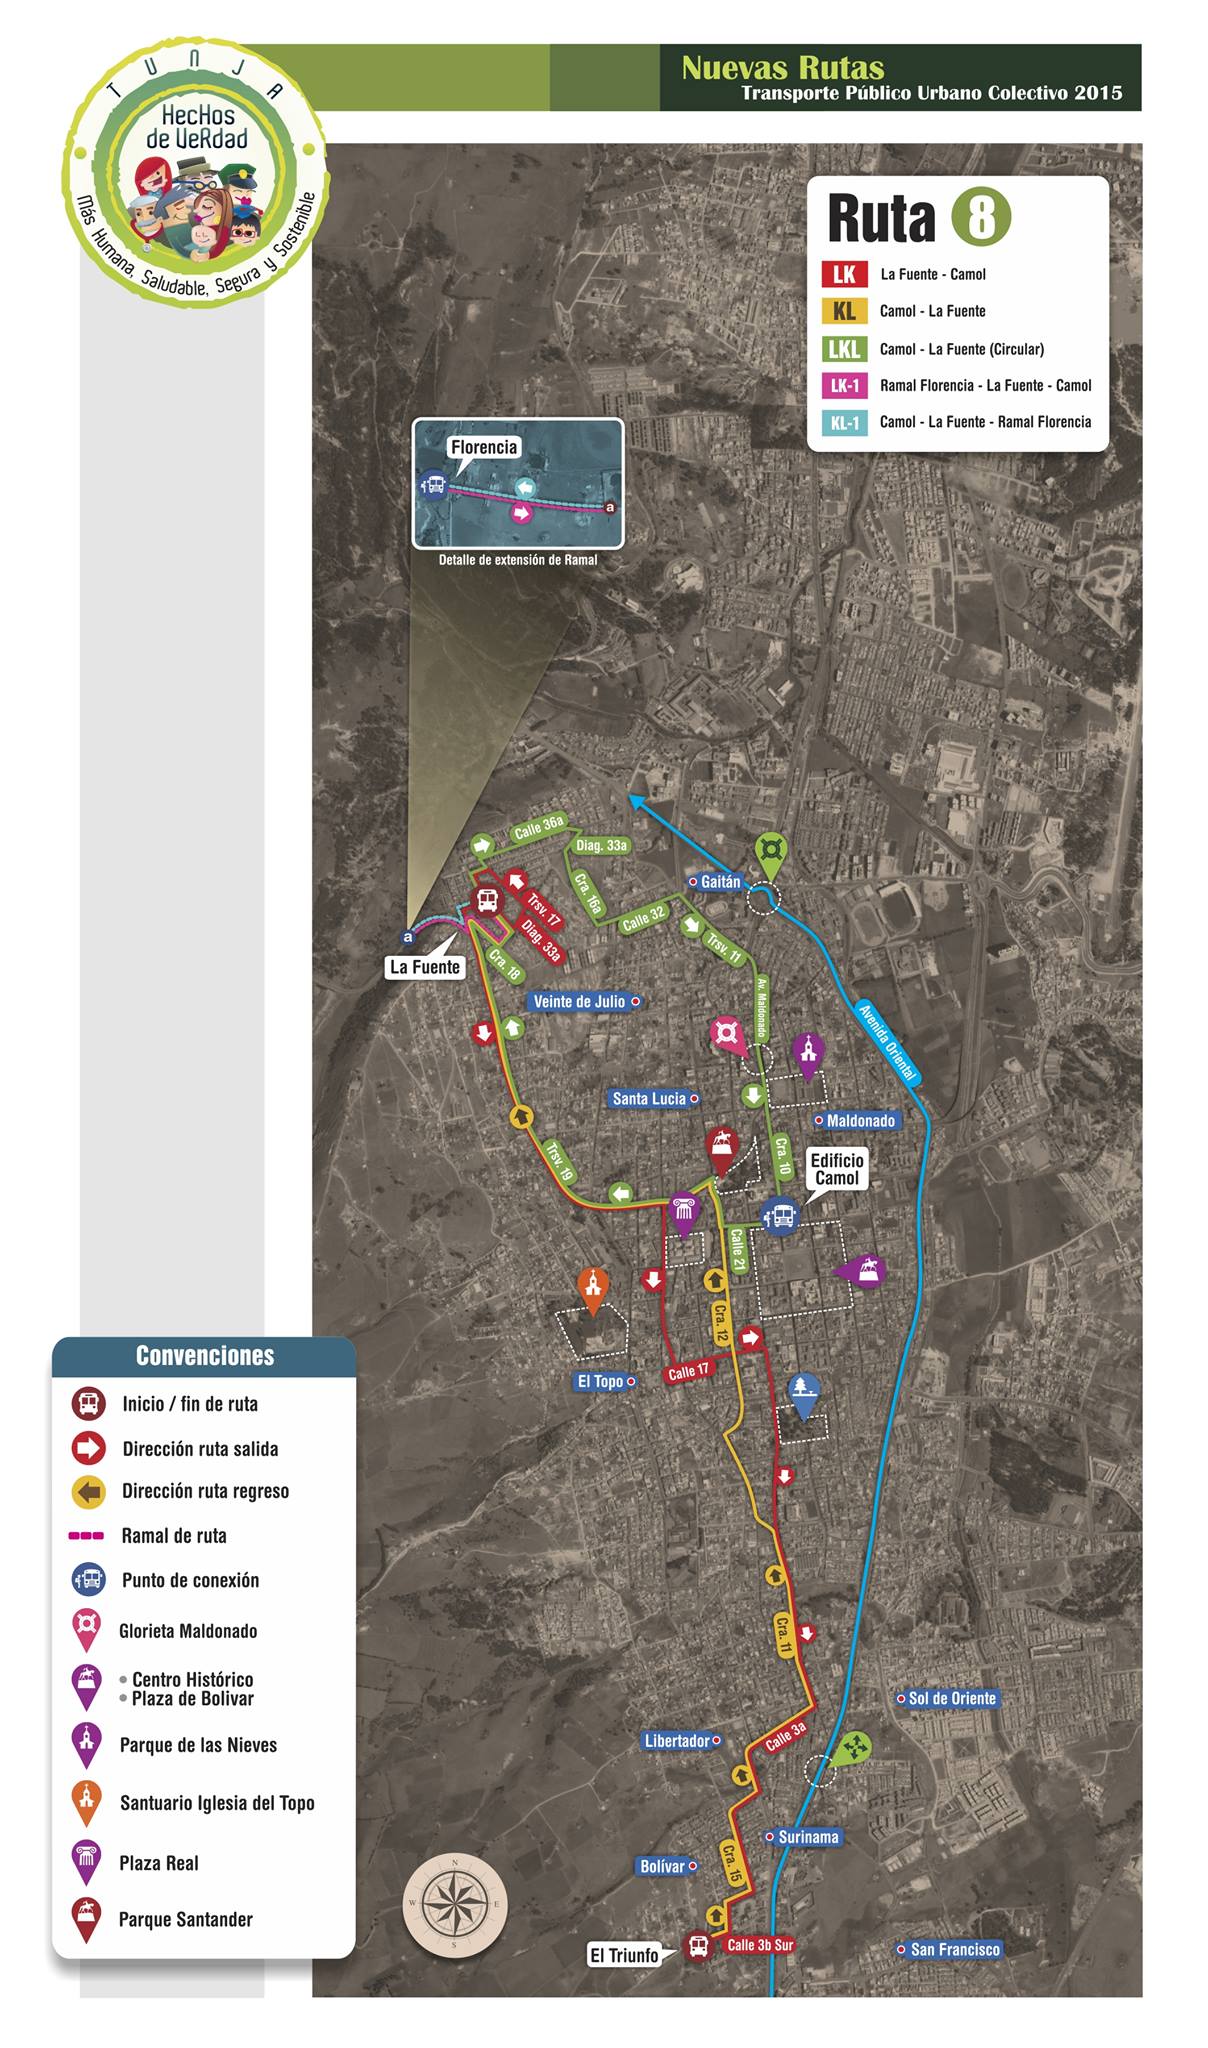 TUNJA
HecHos
de VeRdad
Más Humana, Saludable, Segura y Sostenible
Nuevas Rutas
Transporte Público Urbano Colectivo 2015
Ruta 8
LK La Fuente - Camol
KL Camol - La Fuente
LKL Camol - La Fuente (Circular)
LK-1 Ramal Florencia - La Fuente - Camol
KL-1 Camol - La Fuente - Ramal Florencia
Florencia
a
Detalle de extensión de Ramal
Calle 36a
Diag. 33a
Gaitán
Cra. 16a
Trsv. 17
Calle 32
Diag. 33a
Trsv. 11
a
La Fuente
Cra. 18
Veinte de Julio
Av. Maldonado
Avenida Oriental
Santa Lucia
Maldonado
Trsv. 19
Cra. 10
Edificio
Camol
Calle 21
Cra. 12
Calle 17
El Topo
Cra. 11
Sol de Oriente
Calle 3a
Libertador
Surinama
Cra. 15
Bolívar
N
W
E
S
El Triunfo
Calle 3b Sur
San Francisco
Convenciones
Inicio / fin de ruta
Dirección ruta salida
Dirección ruta regreso
Ramal de ruta
Punto de conexión
Glorieta Maldonado
• Centro Histórico
• Plaza de Bolivar
Parque de las Nieves
Santuario Iglesia del Topo
Plaza Real
Parque Santander